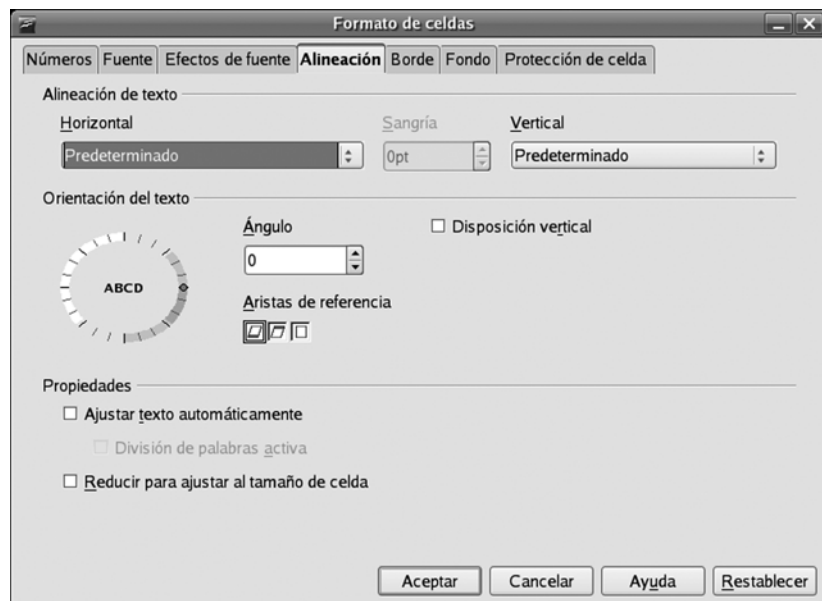 Formato de celdas
Números Fuente Efectos de fuente Alineación Borde Fondo Protección de celda
Alineación de texto
Horizontal Sangría Vertical
Predeterminado 0pt Predeterminado
Orientación del texto
Ángulo Disposición vertical
0
ABCD
Aristas de referencia
Propiedades
Ajustar texto automáticamente
División de palabras activa
Reducir para ajustar al tamaño de celda
Aceptar Cancelar Ayuda Restablecer